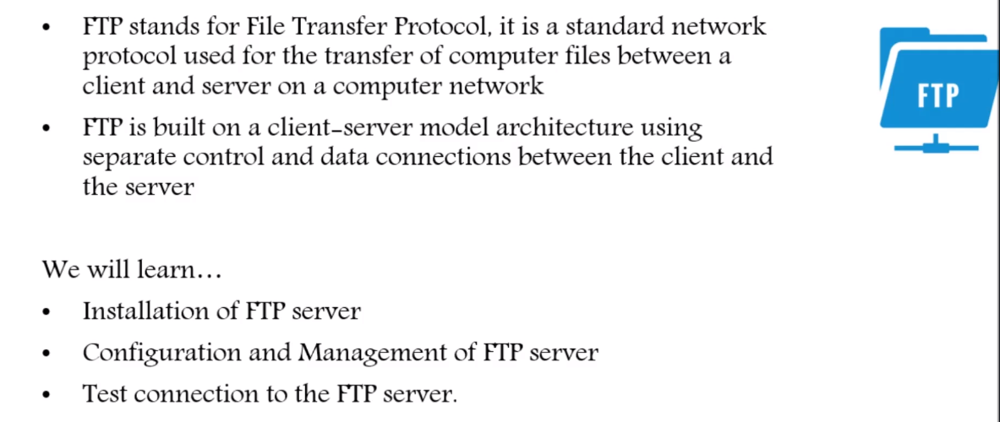 • FTP stands for File Transfer Protocol, it is a standard network
protocol used for the transfer of computer files between a
client and server on a computer network
• FTP is built on a client-server model architecture using
separate control and data connections between the client and
the server
FTP
We will learn...
• Installation of FTP server
• Configuration and Management of FTP server
• Test connection to the FTP server.